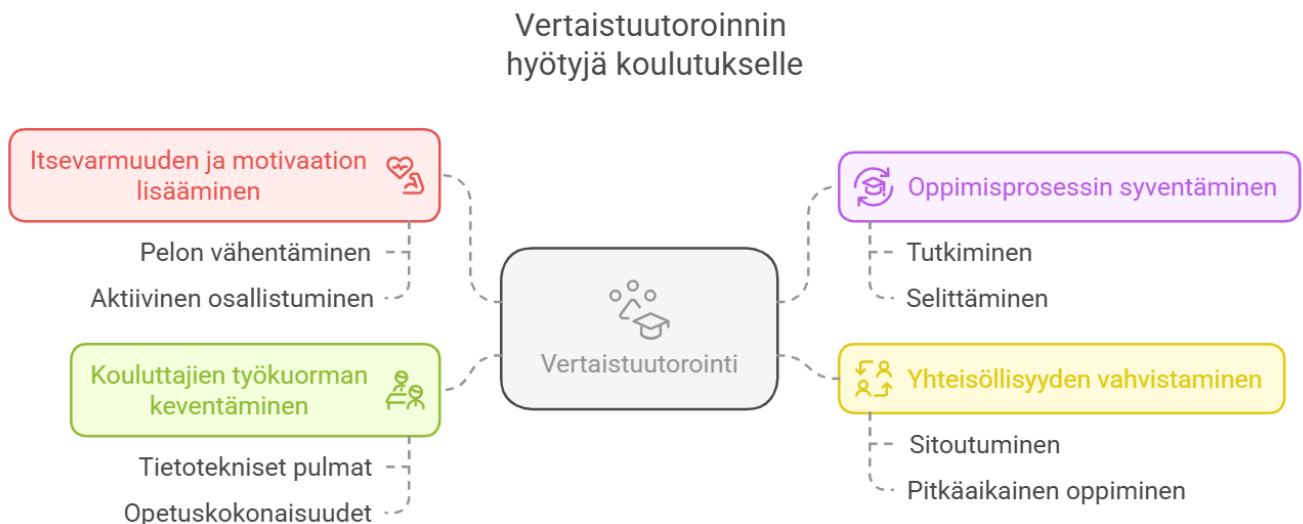 Vertaistuutoroinnin
hyötyjä koulutukselle
Itsevarmuuden ja motivaation
lisääminen
Pelon vähentäminen
Aktiivinen osallistuminen
Kouluttajien työkuorman
keventäminen
Tietotekniset pulmat
Opetuskokonaisuudet
Vertaistuutorointi
Oppimisprosessin syventäminen
Tutkiminen
Selittäminen
Yhteisöllisyyden vahvistaminen
Sitoutuminen
Pitkäaikainen oppiminen